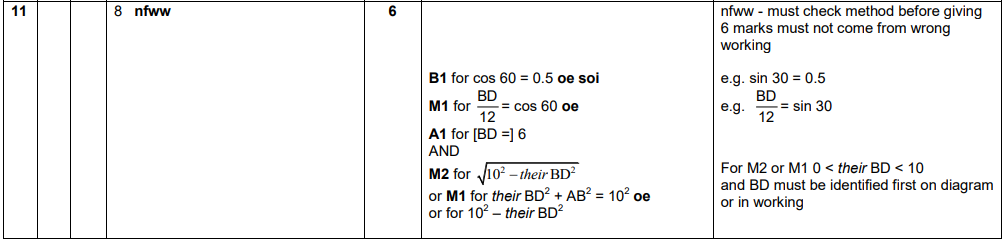 11 8 nfww 6 nfww - must check method before giving
6 marks must not come from wrong
working
B1 for cos 60 = 0.5 oe soi e.g. sin 30 = 0.5
M1 for BD/12 = cos 60 oe e.g. BD/12 = sin 30
A1 for [BD =] 6
AND
M2 for √(10² – their BD²) For M2 or M1 0 < their BD < 10
or M1 for their BD² + AB² = 10² oe and BD must be identified first on diagram
or for 10² – their BD² or in working